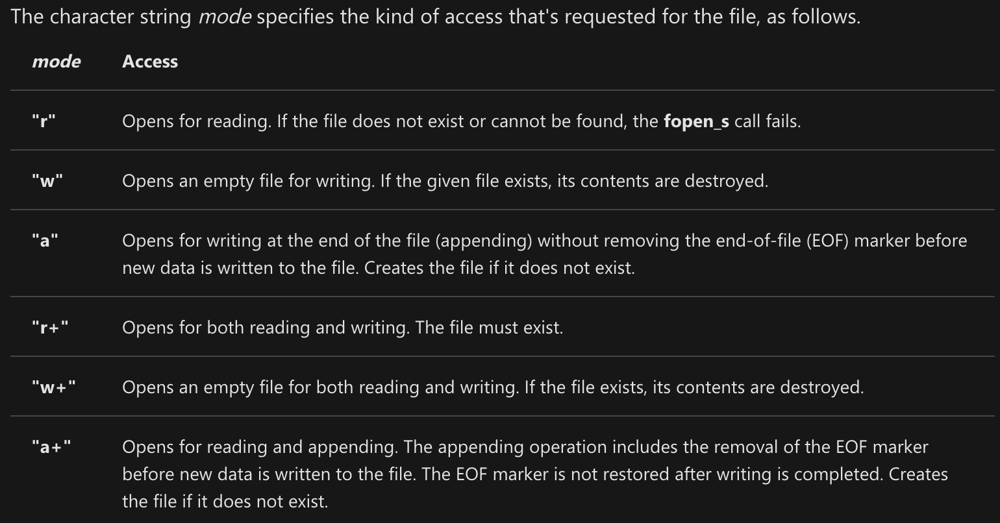 The character string mode specifies the kind of access that's requested for the file, as follows.
mode Access
"r" Opens for reading. If the file does not exist or cannot be found, the fopen_s call fails.
"w" Opens an empty file for writing. If the given file exists, its contents are destroyed.
"a" Opens for writing at the end of the file (appending) without removing the end-of-file (EOF) marker before
new data is written to the file. Creates the file if it does not exist.
"r+" Opens for both reading and writing. The file must exist.
"w+" Opens an empty file for both reading and writing. If the file exists, its contents are destroyed.
"a+" Opens for reading and appending. The appending operation includes the removal of the EOF marker
before new data is written to the file. The EOF marker is not restored after writing is completed. Creates
the file if it does not exist.